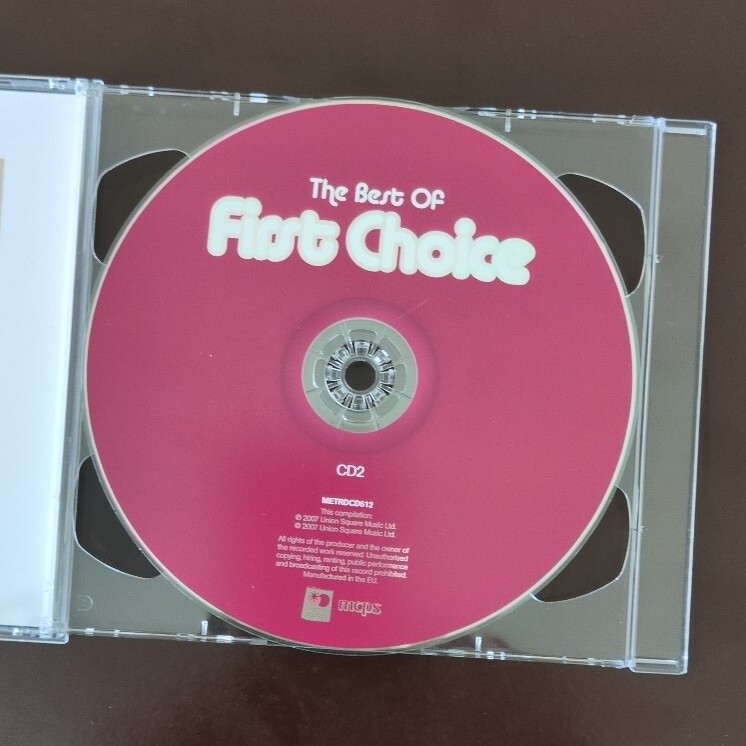 The Best Of
First Choice
CD2
METRDCD612
This compilation:
℗ 2007 Union Square Music Ltd.
© 2007 Union Square Music Ltd.
All rights of the producer and the owner of
the recorded work reserved. Unauthorised
copying, hiring, renting, public performance
and broadcasting of this record prohibited.
Manufactured in the EU.
mcps